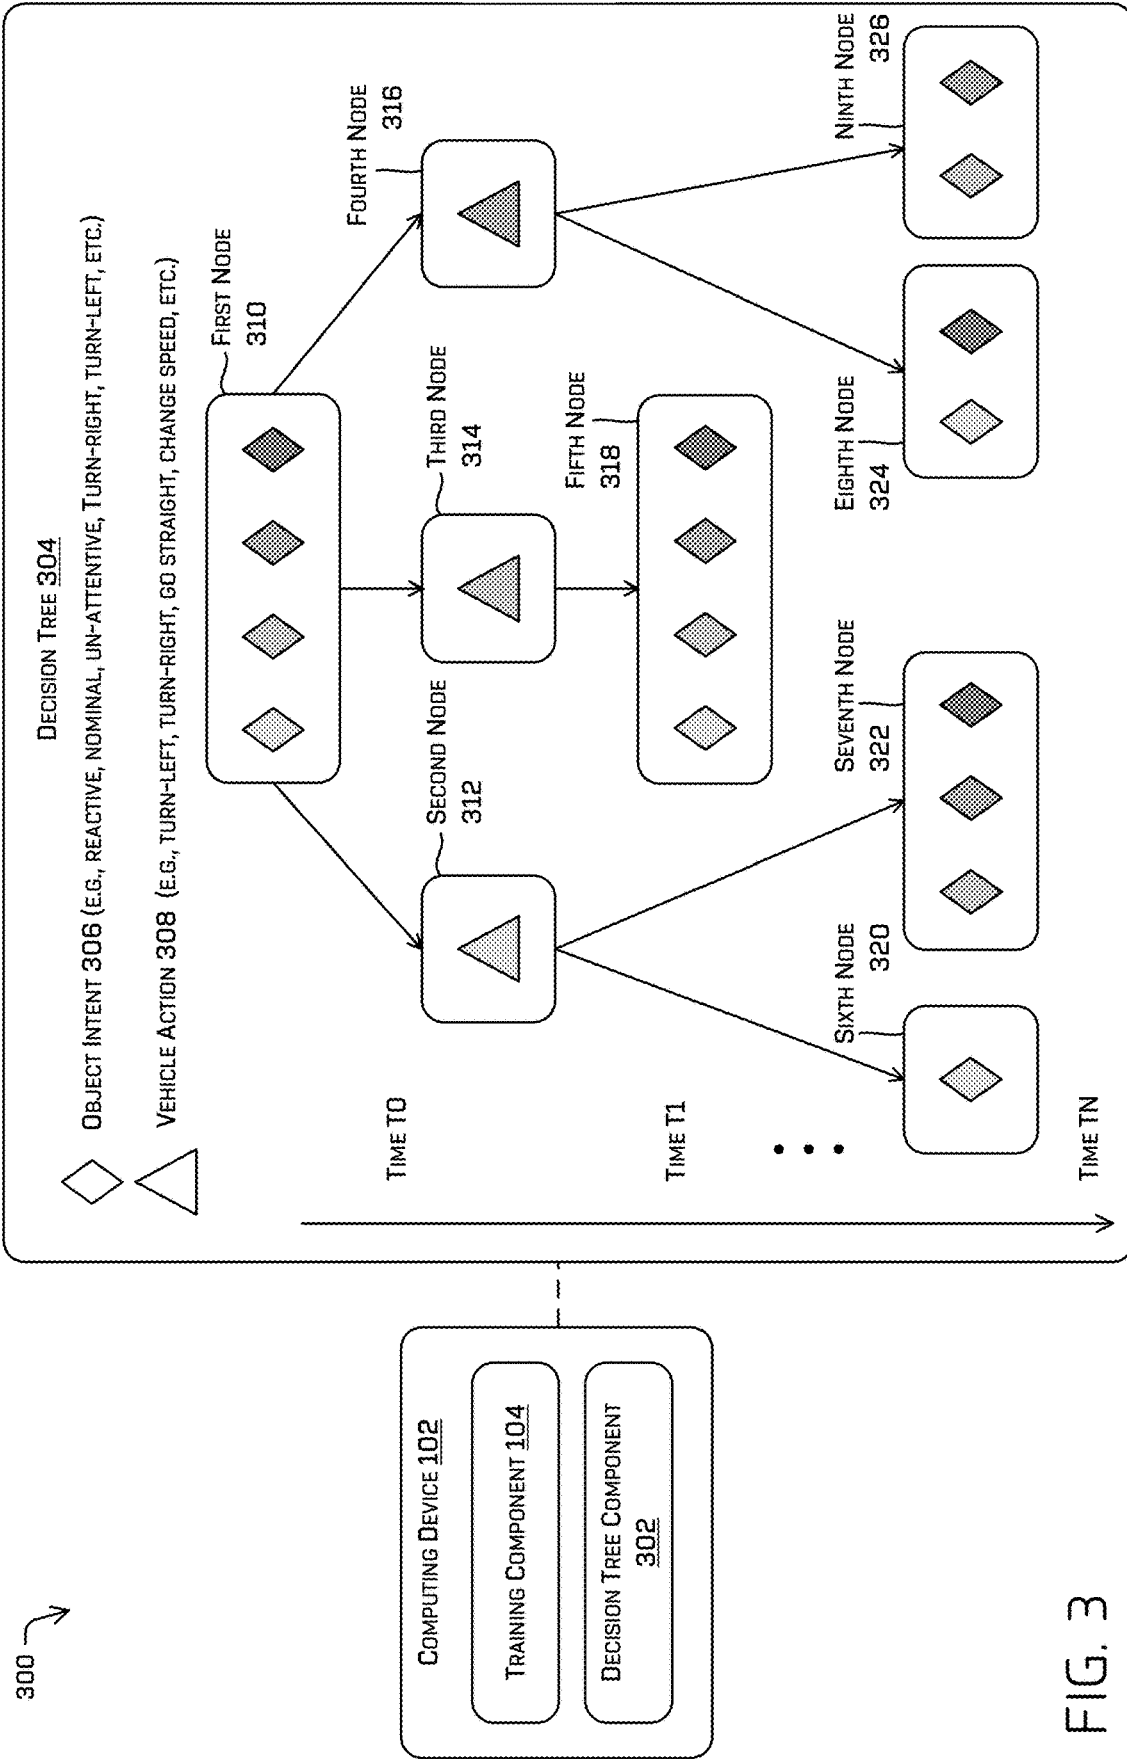 300
COMPUTING DEVICE 102
TRAINING COMPONENT 104
DECISION TREE COMPONENT
302
DECISION TREE 304
OBJECT INTENT 306 (E.G., REACTIVE, NOMINAL, UN-ATTENTIVE, TURN-RIGHT, TURN-LEFT, ETC.)
VEHICLE ACTION 308 (E.G., TURN-LEFT, TURN-RIGHT, GO STRAIGHT, CHANGE SPEED, ETC.)
FIRST NODE
310
TIME T0
SECOND NODE
312
THIRD NODE
314
FOURTH NODE
316
TIME T1
FIFTH NODE
318
SIXTH NODE
320
SEVENTH NODE
322
EIGHTH NODE
324
NINTH NODE
326
TIME TN
FIG. 3